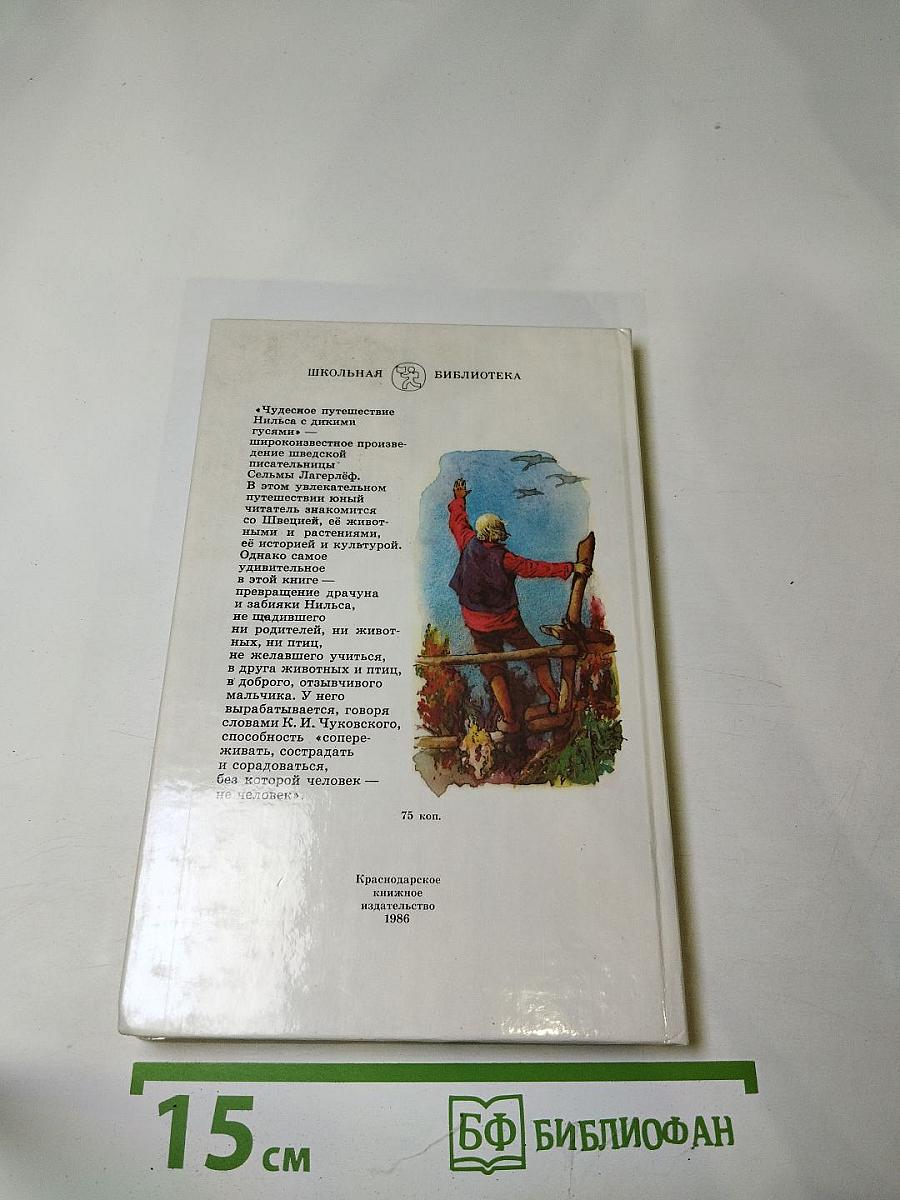 ШКОЛЬНАЯ БИБЛИОТЕКА
«Чудесное путешествие
Нильса с дикими
гусями» —
широкоизвестное произве-
дение шведской
писательницы
Сельмы Лагерлёф.
В этом увлекательном
путешествии юный
читатель знакомится
со Швецией, её живот-
ными и растениями,
её историей и культурой.
Однако самое
удивительное
в этой книге —
превращение драчуна
и забияки Нильса,
не щадившего
ни родителей, ни живот-
ных, ни птиц,
не желавшего учиться,
в друга животных и птиц,
в доброго, отзывчивого
мальчика. У него
вырабатывается, говоря
словами К. И. Чуковского,
способность «сопере-
живать, сострадать
и сорадоваться,
без которой человек —
не человек».
75 коп.
Краснодарское
книжное
издательство
1986
15 см
БФ БИБЛИОФАН